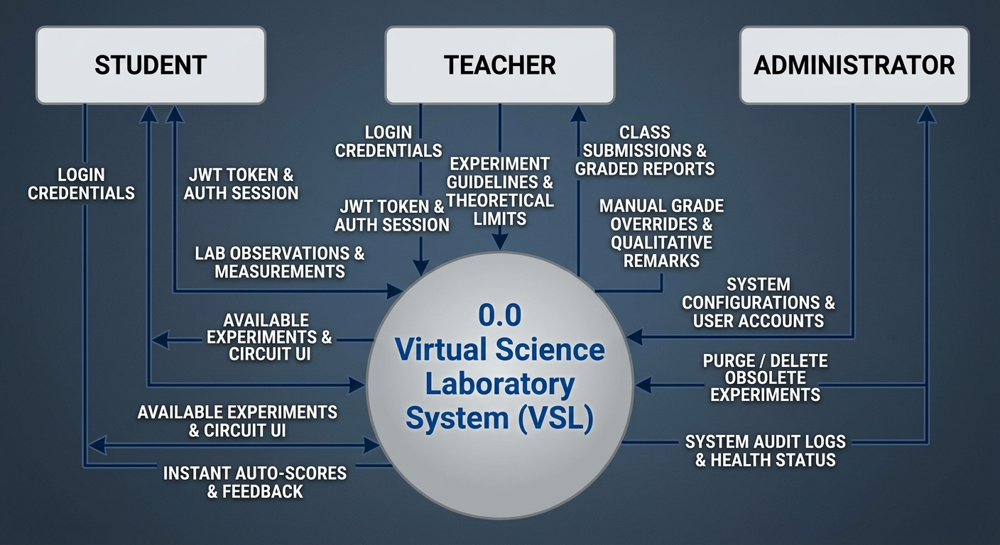 STUDENT
TEACHER
ADMINISTRATOR
LOGIN
CREDENTIALS
JWT TOKEN &
AUTH SESSION
LAB OBSERVATIONS &
MEASUREMENTS
AVAILABLE
EXPERIMENTS &
CIRCUIT UI
AVAILABLE EXPERIMENTS
& CIRCUIT UI
INSTANT AUTO-SCORES
& FEEDBACK
LOGIN
CREDENTIALS
JWT TOKEN &
AUTH SESSION
EXPERIMENT
GUIDELINES &
THEORETICAL
LIMITS
CLASS
SUBMISSIONS &
GRADED REPORTS
MANUAL GRADE
OVERRIDES &
QUALITATIVE
REMARKS
SYSTEM
CONFIGURATIONS &
USER ACCOUNTS
PURGE / DELETE
OBSOLETE
EXPERIMENTS
SYSTEM AUDIT LOGS
& HEALTH STATUS
0.0
Virtual Science
Laboratory
System (VSL)